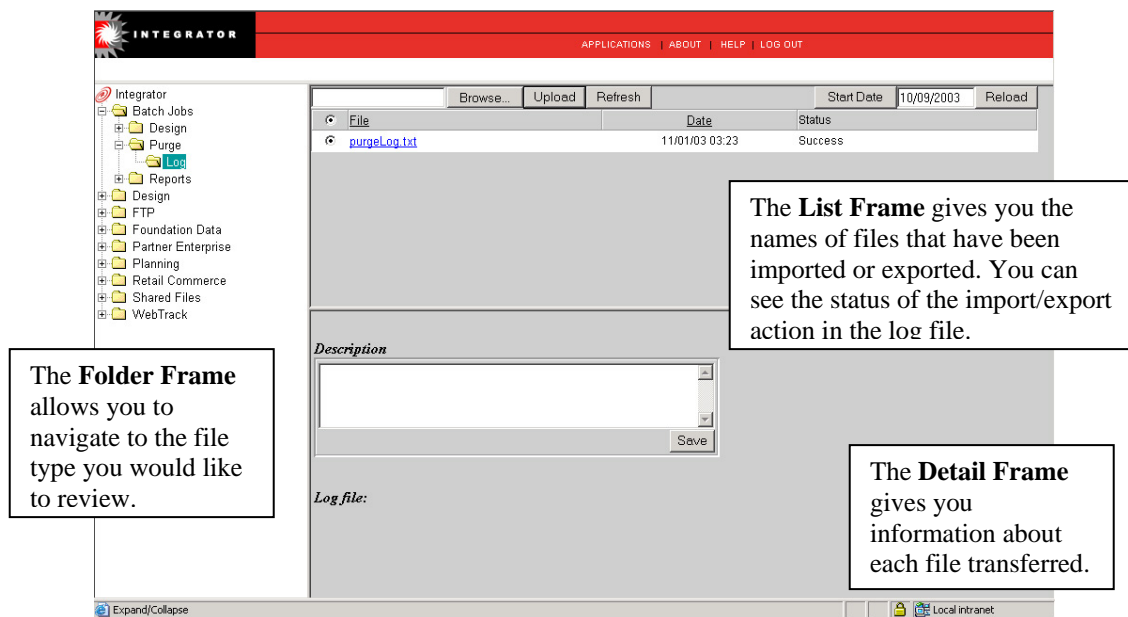 INTEGRATOR
APPLICATIONS | ABOUT | HELP | LOG OUT
Integrator
Batch Jobs
Design
Purge
Log
Reports
Design
FTP
Foundation Data
Partner Enterprise
Planning
Retail Commerce
Shared Files
WebTrack
Browse... Upload Refresh Start Date 10/09/2003 Reload
File Date Status
purgeLog.txt 11/01/03 03:23 Success
The List Frame gives you the
names of files that have been
imported or exported. You can
see the status of the import/export
action in the log file.
Description
Save
The Folder Frame
allows you to
navigate to the file
type you would like
to review.
Log file:
The Detail Frame
gives you
information about
each file transferred.
Expand/Collapse Local intranet